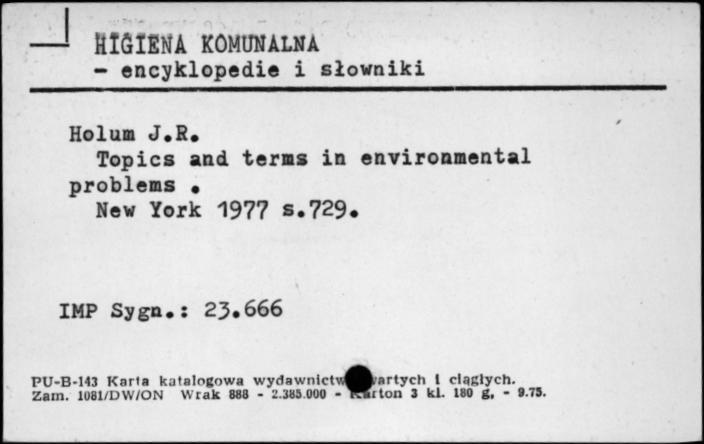 HIGIENA KOMUNALNA
- encyklopedie i słowniki
Holum J.R.
Topics and terms in environmental
problems .
New York 1977 s.729.
IMP Sygn.: 23.666
PU-B-143 Karta katalogowa wydawnictw zwartych i ciągłych.
Zam. 1081/DW/ON Wrak 888 - 2.385.000 - Karton 3 kl. 180 g, - 9.75.